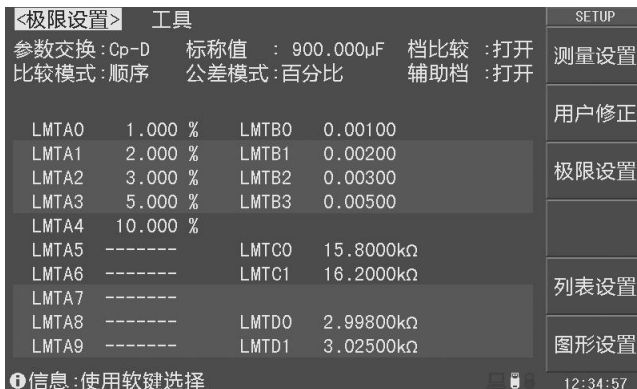 <极限设置> 工具 SETUP
参数交换:Cp-D 标称值 : 900.000μF 档比较 :打开 测量设置
比较模式:顺序 公差模式:百分比 辅助档 :打开
用户修正
LMTA0 1.000 % LMTB0 0.00100
LMTA1 2.000 % LMTB1 0.00200
LMTA2 3.000 % LMTB2 0.00300 极限设置
LMTA3 5.000 % LMTB3 0.00500
LMTA4 10.000 %
LMTA5 ------- LMTC0 15.8000kΩ
LMTA6 ------- LMTC1 16.2000kΩ
LMTA7 ------- 列表设置
LMTA8 ------- LMTD0 2.99800kΩ
LMTA9 ------- LMTD1 3.02500kΩ 图形设置
信息:使用软键选择 12:34:57